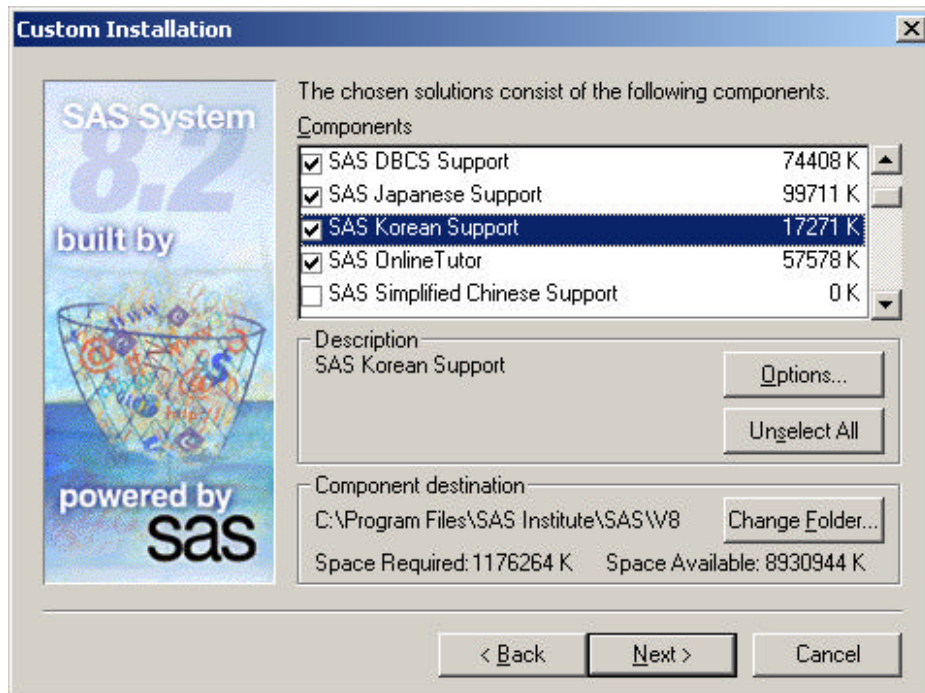 Custom Installation
SAS System
8.2
built by
powered by
sas
The chosen solutions consist of the following components.
Components
SAS DBCS Support 74408 K
SAS Japanese Support 99711 K
SAS Korean Support 17271 K
SAS OnlineTutor 57578 K
SAS Simplified Chinese Support 0 K
Description
SAS Korean Support
Options...
Unselect All
Component destination
C:\Program Files\SAS Institute\SAS\V8 Change Folder...
Space Required: 1176264 K Space Available: 8930944 K
< Back Next > Cancel